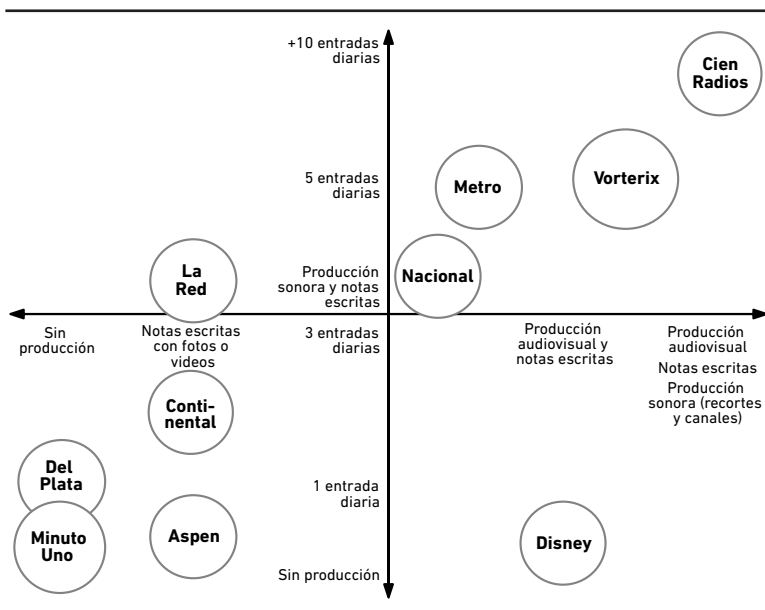 +10 entradas
diarias
Cien
Radios
5 entradas
diarias
Metro
Vorterix
La
Red
Producción
sonora y notas
escritas
Nacional
Sin
producción
Notas escritas
con fotos o
videos
3 entradas
diarias
Producción
audiovisual y
notas escritas
Producción
audiovisual
Notas escritas
Producción
sonora (recortes
y canales)
Conti-
nental
Del
Plata
1 entrada
diaria
Minuto
Uno
Aspen
Disney
Sin producción